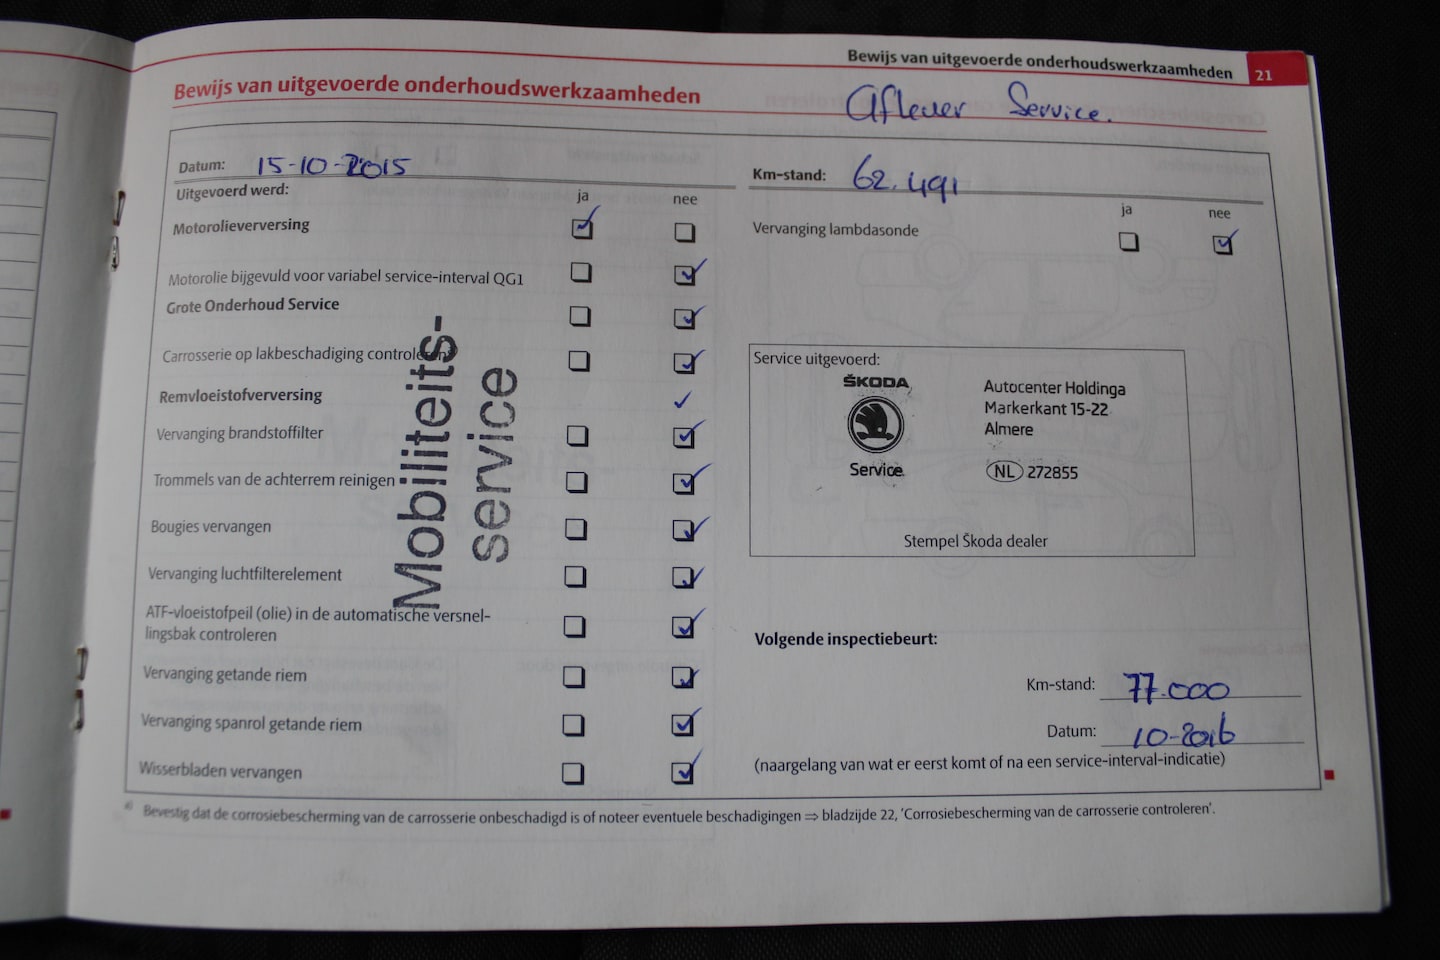 Bewijs van uitgevoerde onderhoudswerkzaamheden 21
Bewijs van uitgevoerde onderhoudswerkzaamheden
Aflever Service.
Datum: 15-10-2015
Km-stand: 62.491
Uitgevoerd werd:
ja nee
ja nee
Motorolieverversing
Vervanging lambdasonde
Motorolie bijgevuld voor variabel service-interval QG1
Grote Onderhoud Service
Carrosserie op lakbeschadiging controleren
Remvloeistofverversing
Vervanging brandstoffilter
Trommels van de achterrem reinigen
Bougies vervangen
Vervanging luchtfilterelement
ATF-vloeistofpeil (olie) in de automatische versnel-
lingsbak controleren
Vervanging getande riem
Vervanging spanrol getande riem
Wisserbladen vervangen
Mobiliteits-
service
Service uitgevoerd:
ŠKODA
Service
Autocenter Holdinga
Markerkant 15-22
Almere
NL 272855
Stempel Škoda dealer
Volgende inspectiebeurt:
Km-stand: 77.000
Datum: 10-2016
(naargelang van wat er eerst komt of na een service-interval-indicatie)
a) Bevestig dat de corrosiebescherming van de carrosserie onbeschadigd is of noteer eventuele beschadigingen ⇒ bladzijde 22, 'Corrosiebescherming van de carrosserie controleren'.